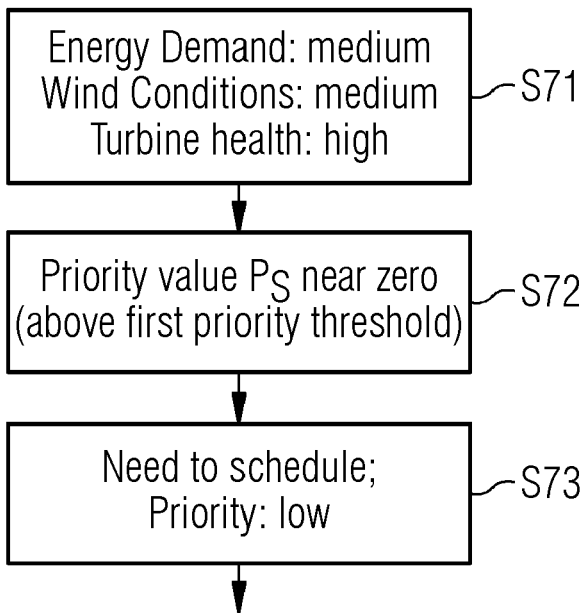 Energy Demand: medium
Wind Conditions: medium
Turbine health: high
S71
Priority value PS near zero
(above first priority threshold)
S72
Need to schedule;
Priority: low
S73